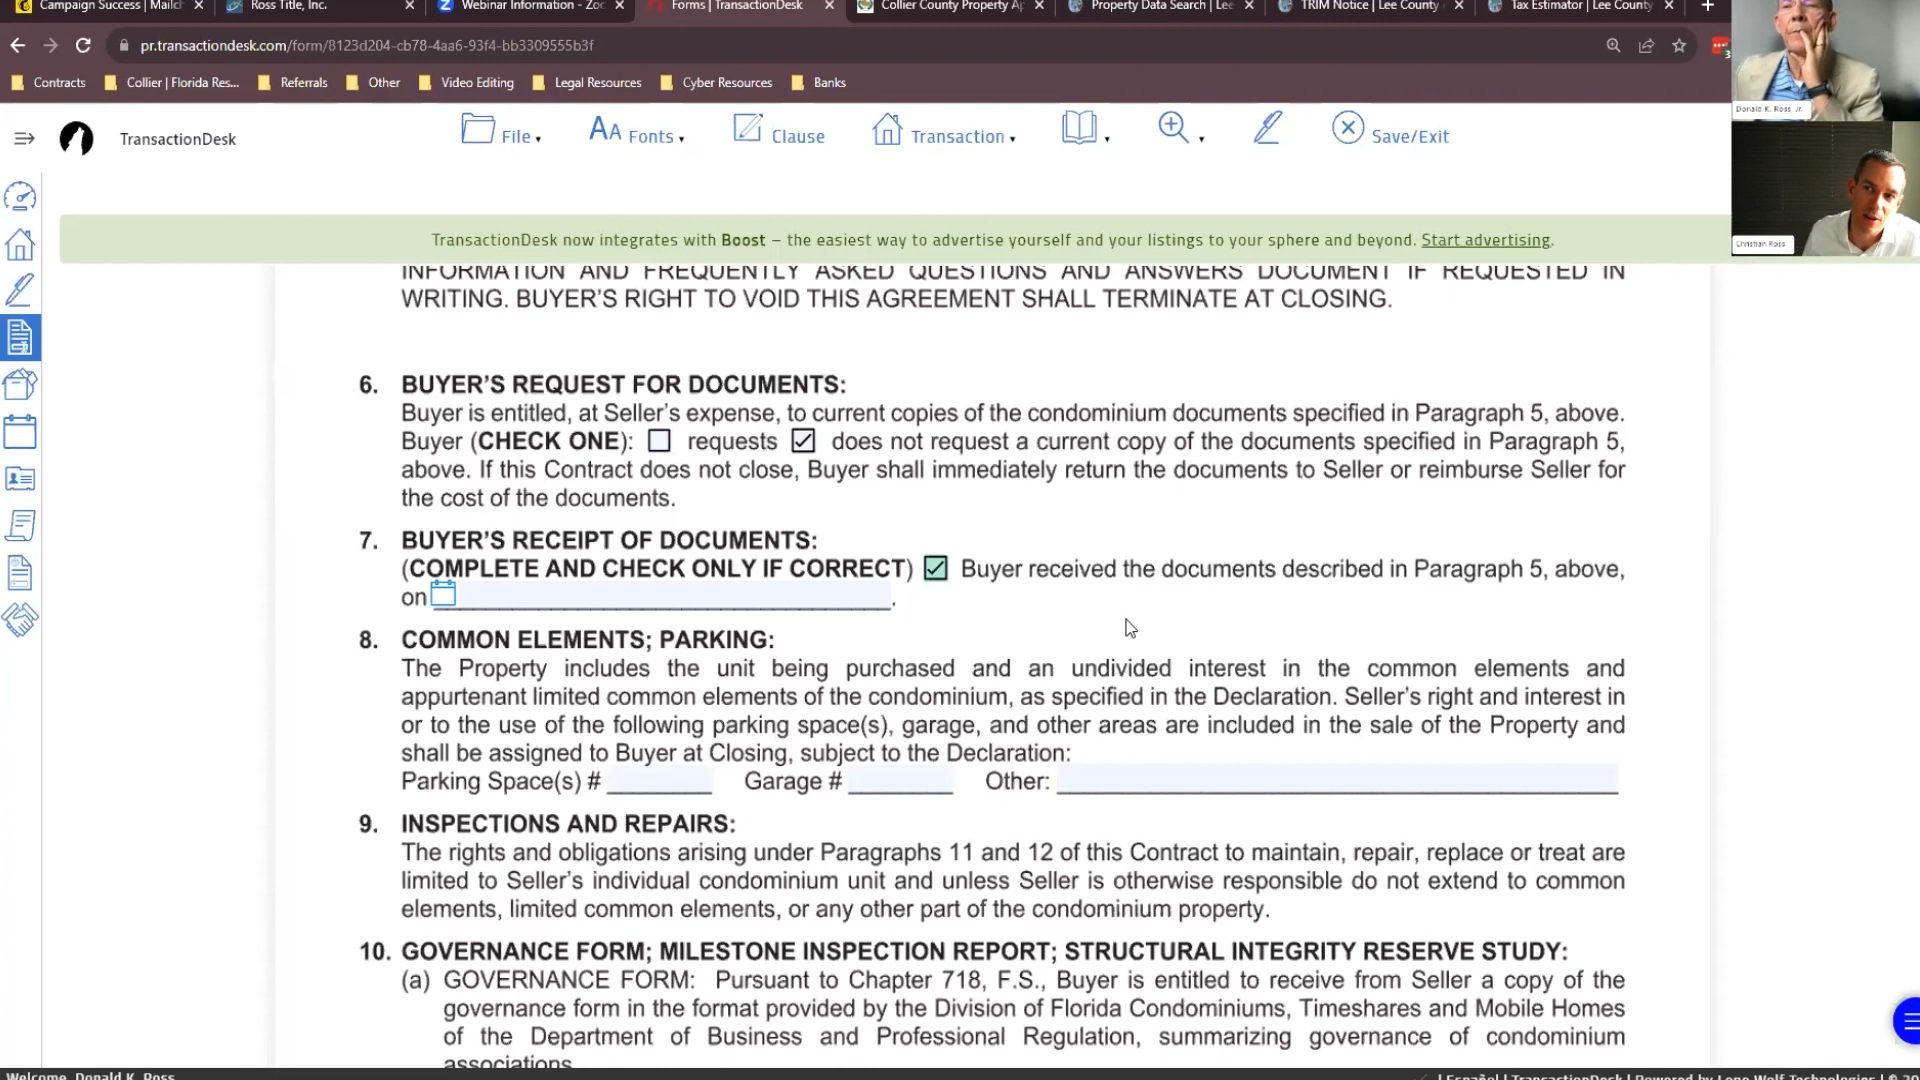 Campaign Success | Mailch
Ross Title, Inc.
Webinar Information - Zoo
Forms | TransactionDesk
Collier County Property Ap
Property Data Search | Lee
TRIM Notice | Lee County
Tax Estimator | Lee County
pr.transactiondesk.com/form/8123d204-cb78-4aa6-93f4-bb3309555b3f
Contracts
Collier | Florida Res...
Referrals
Other
Video Editing
Legal Resources
Cyber Resources
Banks
Donald K. Ross, Jr.
Christian Ross
TransactionDesk
File
AA Fonts
Clause
Transaction
Save/Exit
TransactionDesk now integrates with Boost – the easiest way to advertise yourself and your listings to your sphere and beyond. Start advertising.
INFORMATION AND FREQUENTLY ASKED QUESTIONS AND ANSWERS DOCUMENT IF REQUESTED IN
WRITING. BUYER'S RIGHT TO VOID THIS AGREEMENT SHALL TERMINATE AT CLOSING.
6. BUYER'S REQUEST FOR DOCUMENTS:
Buyer is entitled, at Seller's expense, to current copies of the condominium documents specified in Paragraph 5, above.
Buyer (CHECK ONE): requests does not request a current copy of the documents specified in Paragraph 5,
above. If this Contract does not close, Buyer shall immediately return the documents to Seller or reimburse Seller for
the cost of the documents.
7. BUYER'S RECEIPT OF DOCUMENTS:
(COMPLETE AND CHECK ONLY IF CORRECT) Buyer received the documents described in Paragraph 5, above,
on .
8. COMMON ELEMENTS; PARKING:
The Property includes the unit being purchased and an undivided interest in the common elements and
appurtenant limited common elements of the condominium, as specified in the Declaration. Seller's right and interest in
or to the use of the following parking space(s), garage, and other areas are included in the sale of the Property and
shall be assigned to Buyer at Closing, subject to the Declaration:
Parking Space(s) # Garage # Other:
9. INSPECTIONS AND REPAIRS:
The rights and obligations arising under Paragraphs 11 and 12 of this Contract to maintain, repair, replace or treat are
limited to Seller's individual condominium unit and unless Seller is otherwise responsible do not extend to common
elements, limited common elements, or any other part of the condominium property.
10. GOVERNANCE FORM; MILESTONE INSPECTION REPORT; STRUCTURAL INTEGRITY RESERVE STUDY:
(a) GOVERNANCE FORM: Pursuant to Chapter 718, F.S., Buyer is entitled to receive from Seller a copy of the
governance form in the format provided by the Division of Florida Condominiums, Timeshares and Mobile Homes
of the Department of Business and Professional Regulation, summarizing governance of condominium
associations.
Welcome, Donald K. Ross
| Español | TransactionDesk | Powered by Lone Wolf Technologies | © 20